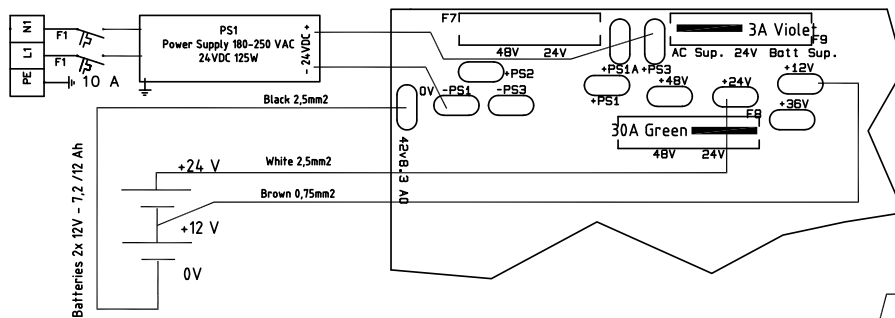 N1
L1
PE
F1
F1
10 A
PS1
Power Supply 180-250 VAC
24VDC 125W
- 24VDC +
F7
48V 24V
3A Violet
F9
AC Sup. 24V Batt Sup.
+PS1A
+PS3
+PS2
+PS1
+48V
+24V
+12V
+36V
0V
-PS1
-PS3
F8
30A Green
48V 24V
42v8.3 A0
Black 2,5mm2
White 2,5mm2
Brown 0,75mm2
Batteries 2x 12V - 7,2 /12 Ah
+24 V
+12 V
0V